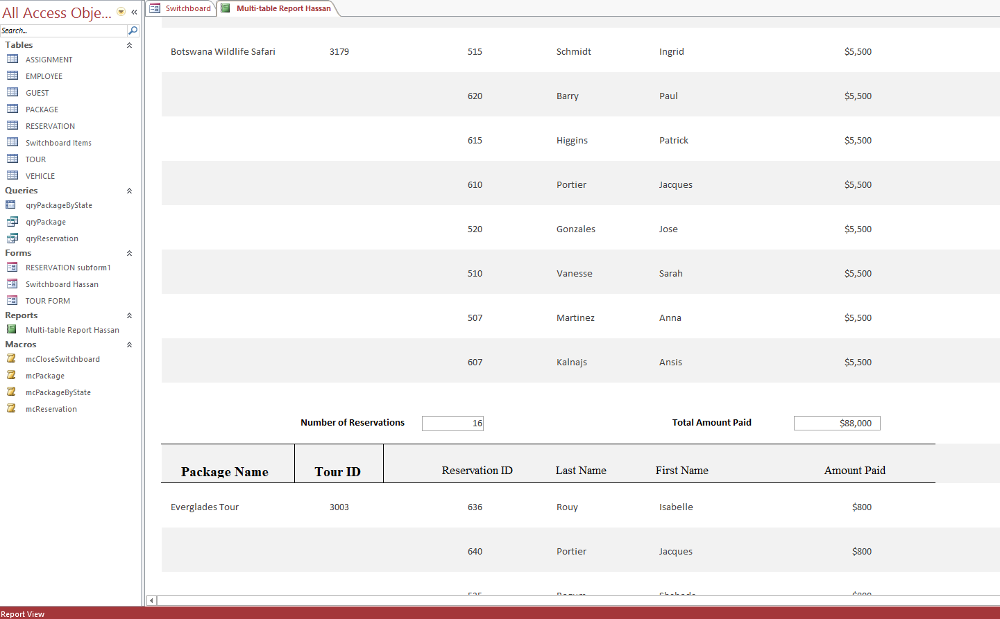 All Access Obje...
Search...
Tables
ASSIGNMENT
EMPLOYEE
GUEST
PACKAGE
RESERVATION
Switchboard Items
TOUR
VEHICLE
Queries
qryPackageByState
qryPackage
qryReservation
Forms
RESERVATION subform1
Switchboard Hassan
TOUR FORM
Reports
Multi-table Report Hassan
Macros
mcCloseSwitchboard
mcPackage
mcPackageByState
mcReservation
Switchboard Multi-table Report Hassan
Botswana Wildlife Safari 3179 515 Schmidt Ingrid $5,500
620 Barry Paul $5,500
615 Higgins Patrick $5,500
610 Portier Jacques $5,500
520 Gonzales Jose $5,500
510 Vanesse Sarah $5,500
507 Martinez Anna $5,500
607 Kalnajs Ansis $5,500
Number of Reservations 16 Total Amount Paid $88,000
Package Name Tour ID Reservation ID Last Name First Name Amount Paid
Everglades Tour 3003 636 Rouy Isabelle $800
640 Portier Jacques $800
Report View